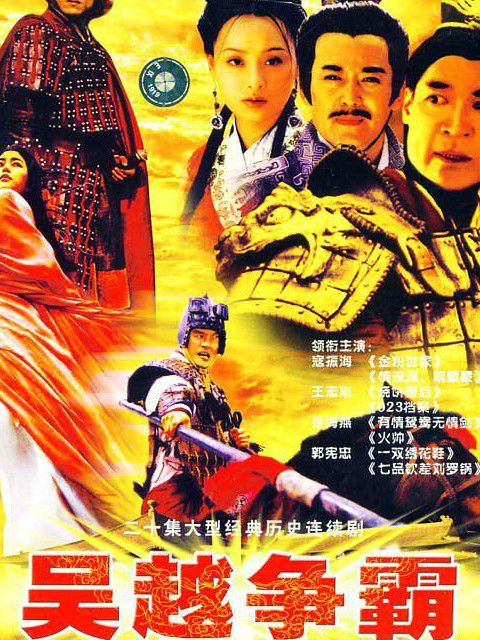 领衔主演:
寇振海 《金粉世家》
《情深深、雨濛濛》
王志刚 《烧饼皇后》
《023档案》
海燕 《有情鸳鸯无情剑》
《火帅》
郭宪忠 《一双绣花鞋》
《七品钦差刘罗锅》
二十集大型经典历史连续剧
吴越争霸